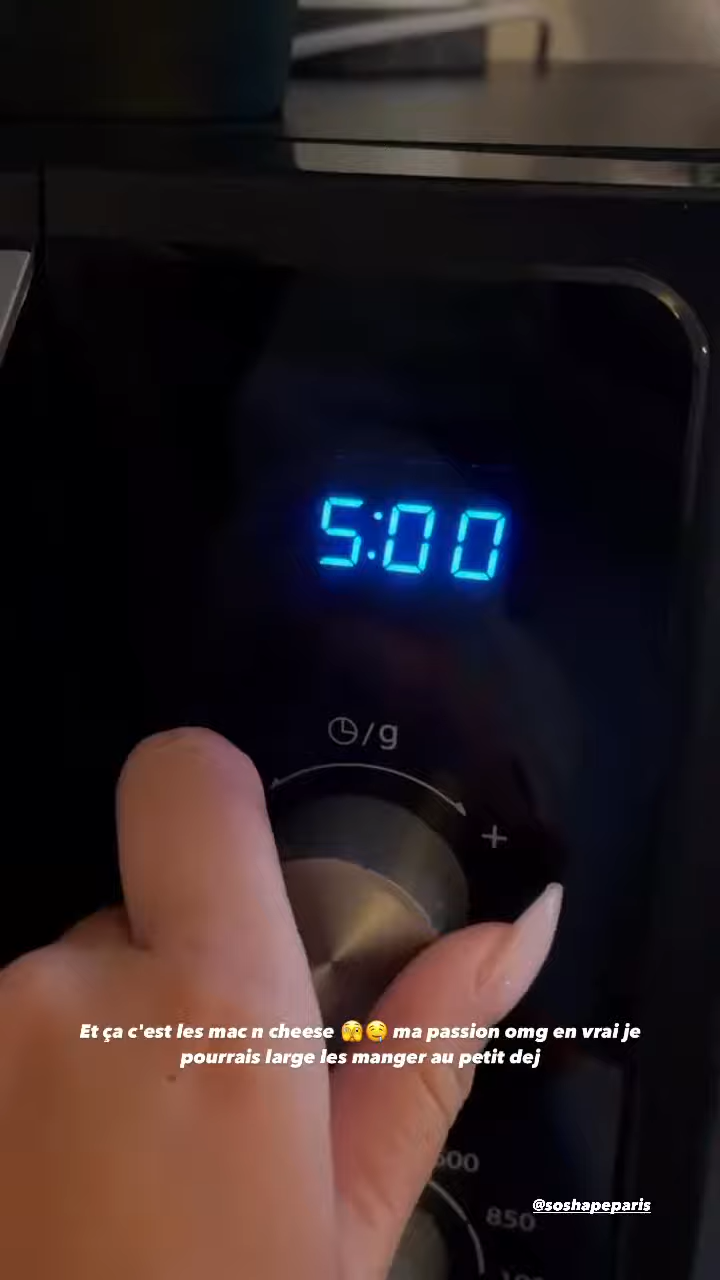 5:00
/g
+
Et ça c'est les mac n cheese 🫣🤤 ma passion omg en vrai je
pourrais large les manger au petit dej
600
@soshapeparis
850